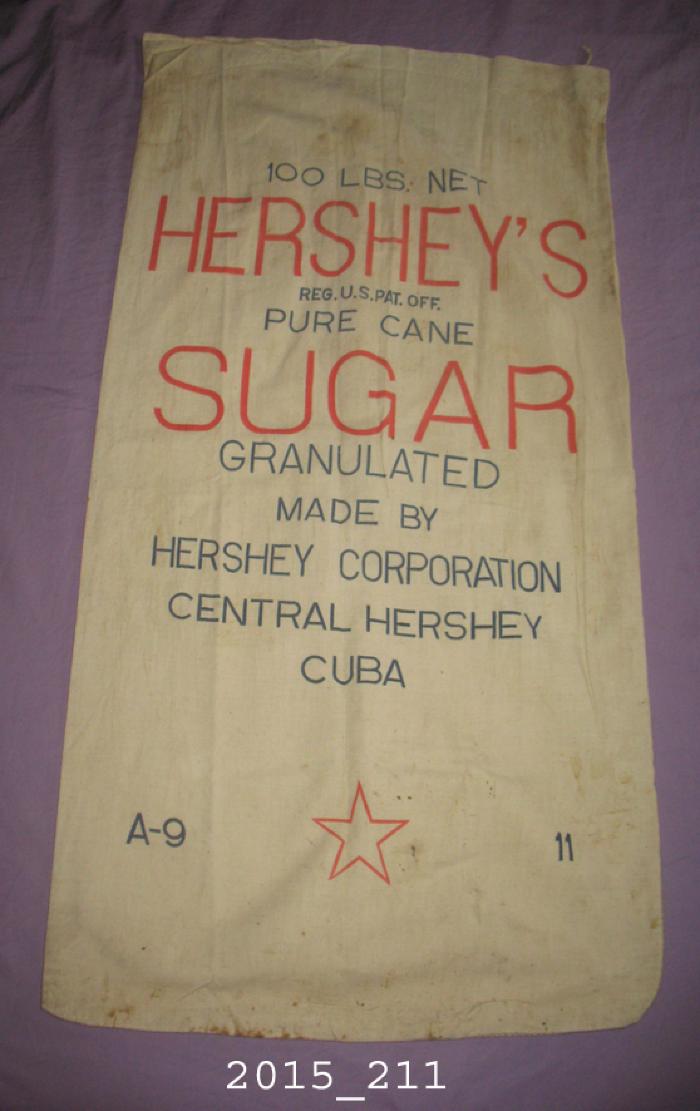 100 LBS. NET
HERSHEY'S
REG. U.S. PAT. OFF.
PURE CANE
SUGAR
GRANULATED
MADE BY
HERSHEY CORPORATION
CENTRAL HERSHEY
CUBA
A-9 11
2015_211